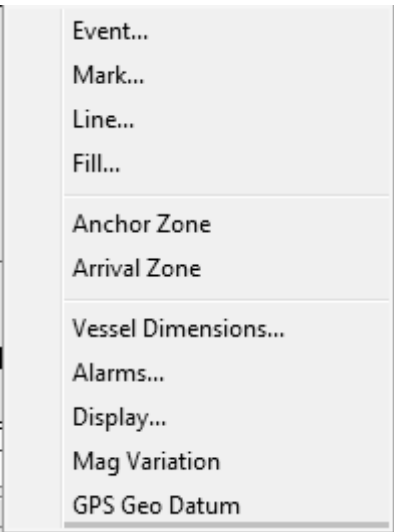 Event...
Mark...
Line...
Fill...
Anchor Zone
Arrival Zone
Vessel Dimensions...
Alarms...
Display...
Mag Variation
GPS Geo Datum